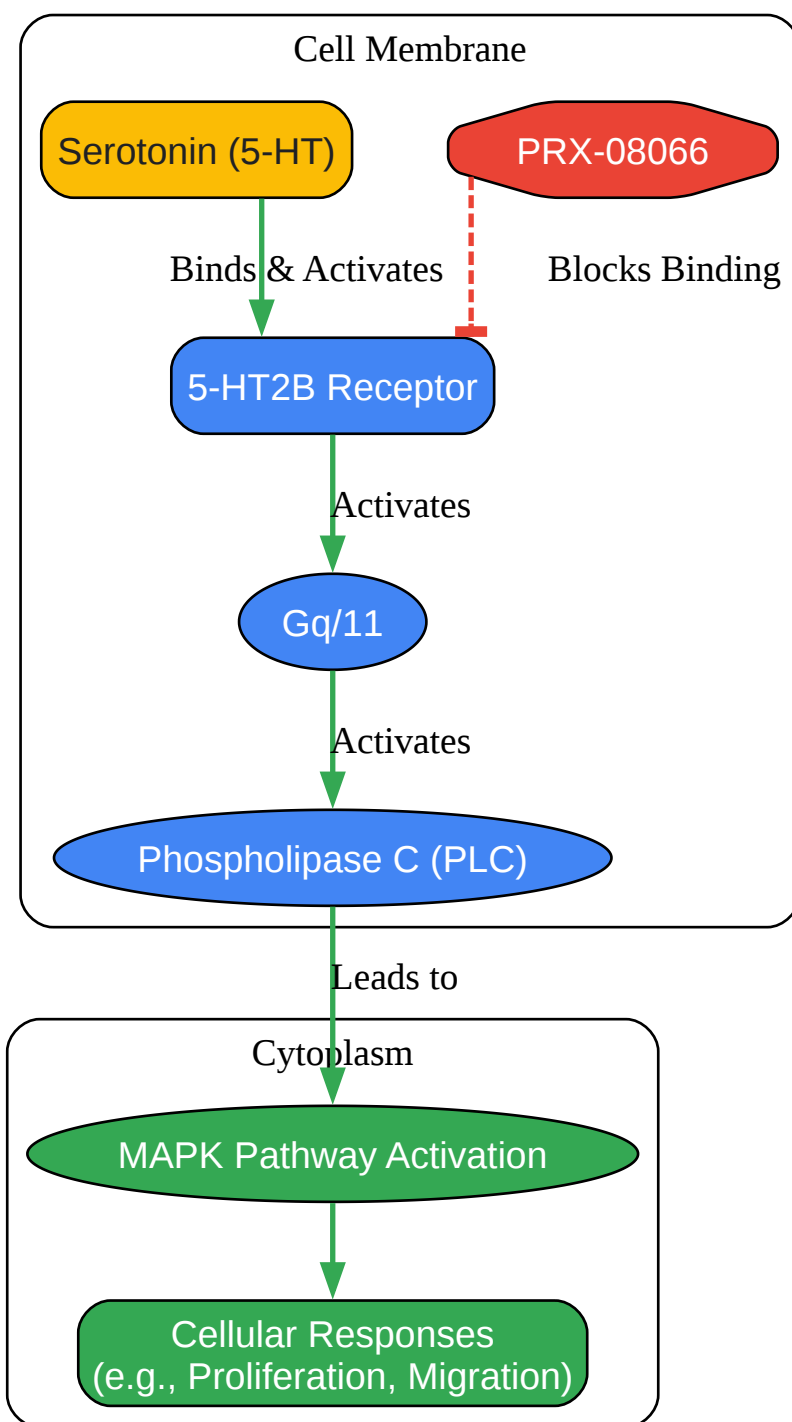 Cell Membrane
Serotonin (5-HT)
PRX-08066
Binds & Activates
Blocks Binding
5-HT2B Receptor
Activates
Gq/11
Activates
Phospholipase C (PLC)
Leads to
Cytoplasm
MAPK Pathway Activation
Cellular Responses
(e.g., Proliferation, Migration)